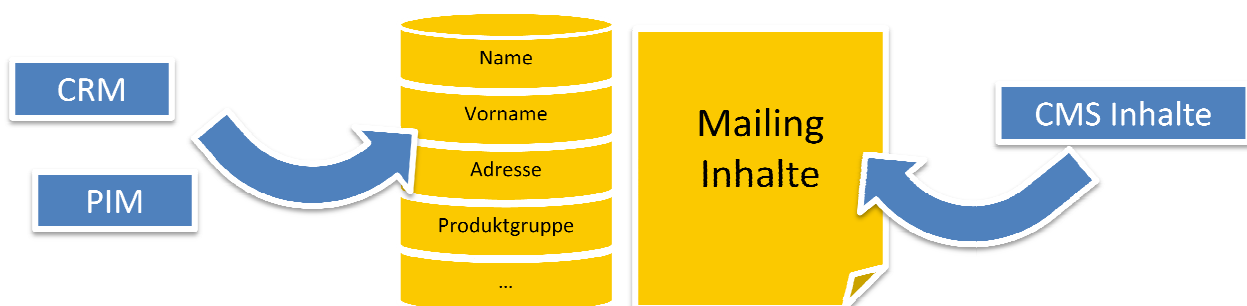 CRM
PIM
Name
Vorname
Adresse
Produktgruppe
...
Mailing
Inhalte
CMS Inhalte